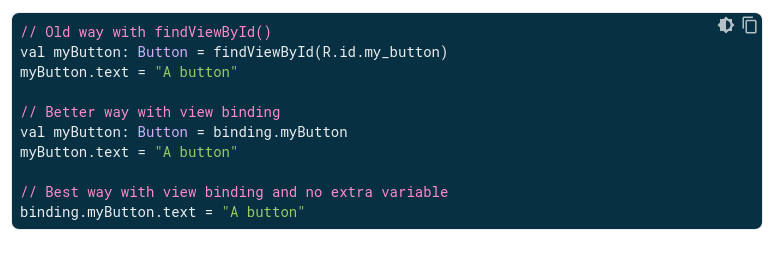 // Old way with findViewById()
val myButton: Button = findViewById(R.id.my_button)
myButton.text = "A button"
// Better way with view binding
val myButton: Button = binding.myButton
myButton.text = "A button"
// Best way with view binding and no extra variable
binding.myButton.text = "A button"